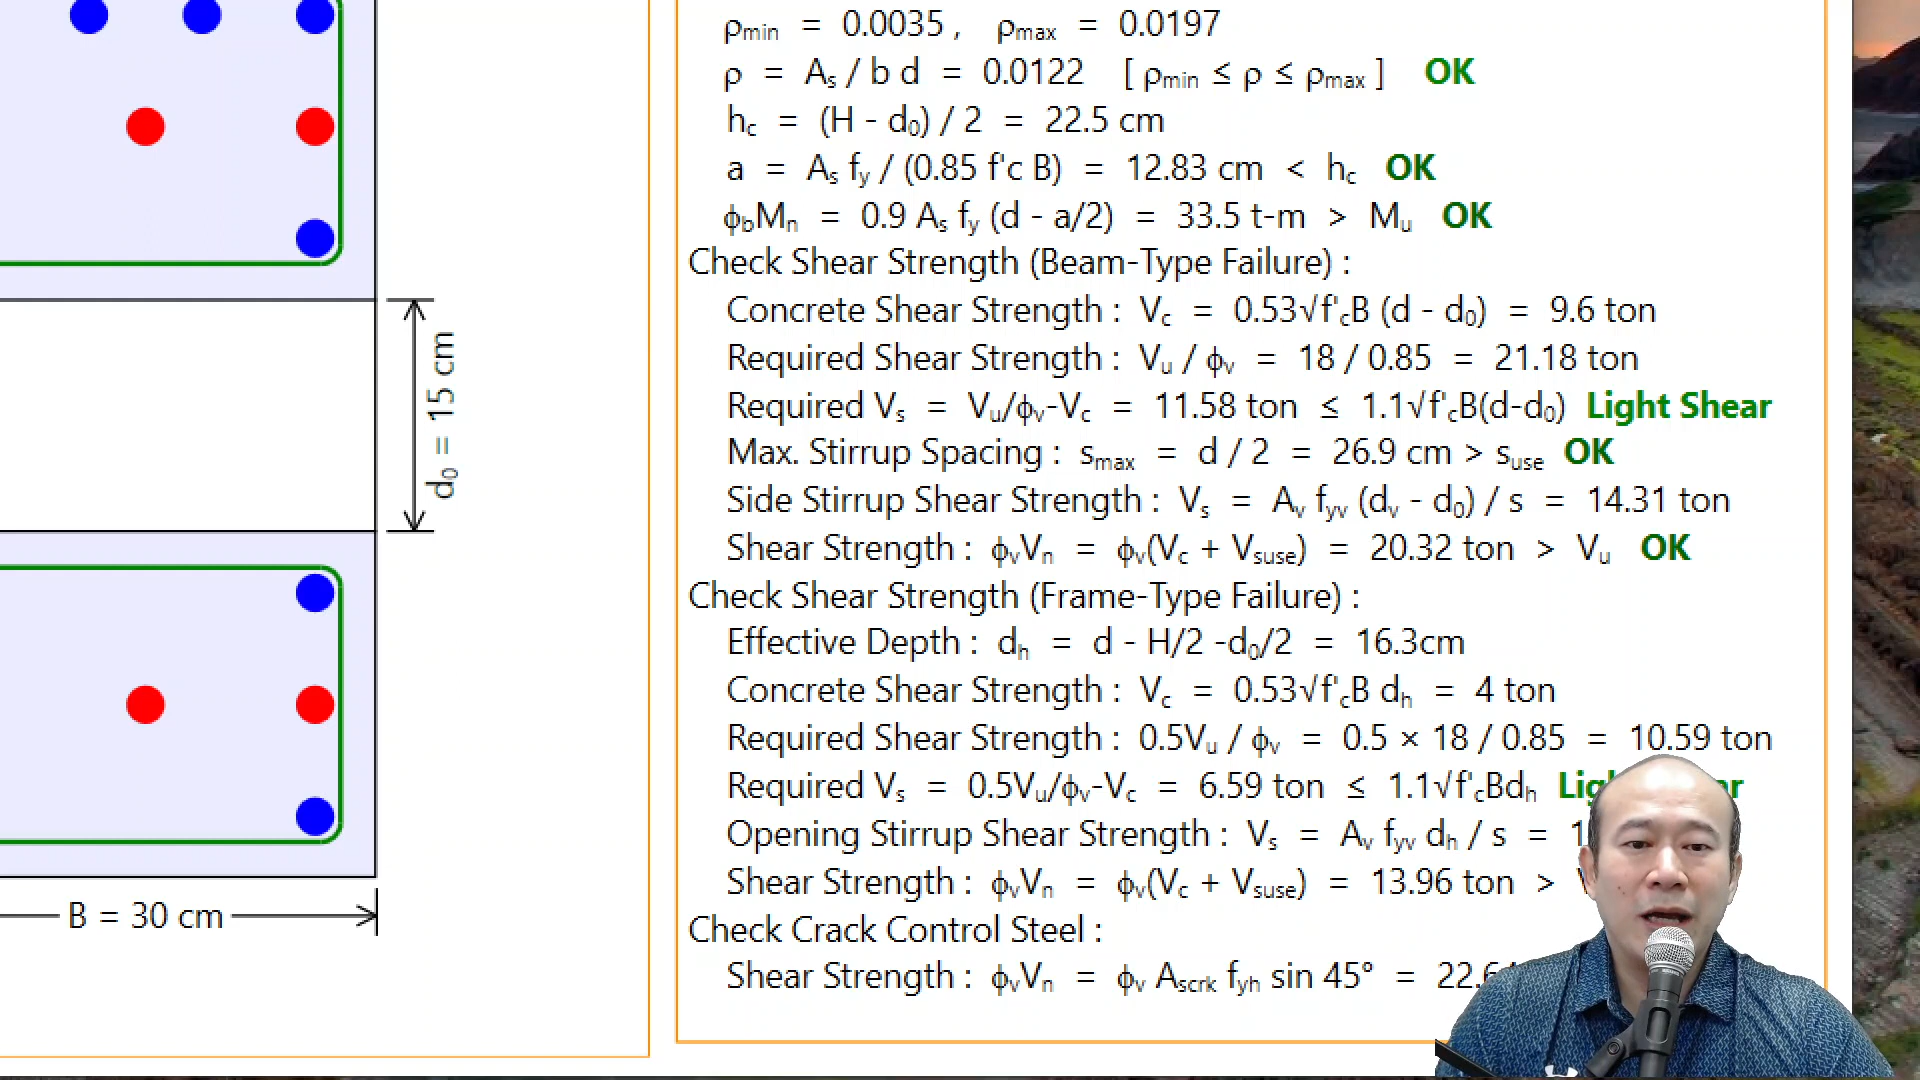 ρmin = 0.0035 , ρmax = 0.0197
ρ = As / b d = 0.0122 [ ρmin ≤ ρ ≤ ρmax ] OK
hc = (H - d0) / 2 = 22.5 cm
a = As fy / (0.85 f'c B) = 12.83 cm < hc OK
ϕbMn = 0.9 As fy (d - a/2) = 33.5 t-m > Mu OK
Check Shear Strength (Beam-Type Failure) :
Concrete Shear Strength : Vc = 0.53√f'cB (d - d0) = 9.6 ton
Required Shear Strength : Vu / ϕv = 18 / 0.85 = 21.18 ton
Required Vs = Vu/ϕv-Vc = 11.58 ton ≤ 1.1√f'cB(d-d0) Light Shear
Max. Stirrup Spacing : smax = d / 2 = 26.9 cm > suse OK
Side Stirrup Shear Strength : Vs = Av fyv (dv - d0) / s = 14.31 ton
Shear Strength : ϕvVn = ϕv(Vc + Vsuse) = 20.32 ton > Vu OK
Check Shear Strength (Frame-Type Failure) :
Effective Depth : dh = d - H/2 -d0/2 = 16.3cm
Concrete Shear Strength : Vc = 0.53√f'cB dh = 4 ton
Required Shear Strength : 0.5Vu / ϕv = 0.5 × 18 / 0.85 = 10.59 ton
Required Vs = 0.5Vu/ϕv-Vc = 6.59 ton ≤ 1.1√f'cBdh
Opening Stirrup Shear Strength : Vs = Av fyv dh / s =
Shear Strength : ϕvVn = ϕv(Vc + Vsuse) = 13.96 ton >
Check Crack Control Steel :
Shear Strength : ϕvVn = ϕv Ascrk fyh sin 45° =
d0 = 15 cm
B = 30 cm